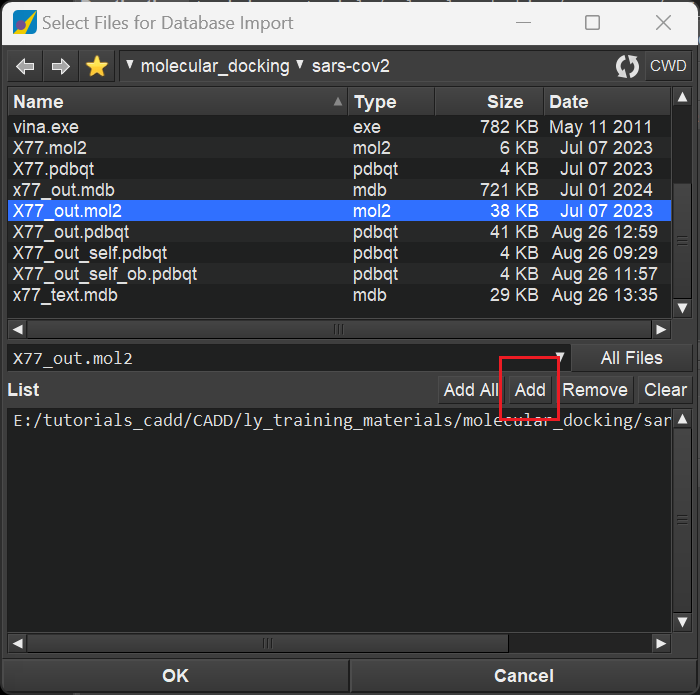 Select Files for Database Import
molecular_docking sars-cov2 CWD
Name Type Size Date
vina.exe exe 782 KB May 11 2011
X77.mol2 mol2 6 KB Jul 07 2023
X77.pdbqt pdbqt 4 KB Jul 07 2023
x77_out.mdb mdb 721 KB Jul 01 2024
X77_out.mol2 mol2 38 KB Jul 07 2023
X77_out.pdbqt pdbqt 41 KB Aug 26 12:59
X77_out_self.pdbqt pdbqt 4 KB Aug 26 09:29
X77_out_self_ob.pdbqt pdbqt 4 KB Aug 26 11:57
x77_text.mdb mdb 29 KB Aug 26 13:35
X77_out.mol2 All Files
List Add All Add Remove Clear
E:/tutorials_cadd/CADD/ly_training_materials/molecular_docking/sar
OK Cancel